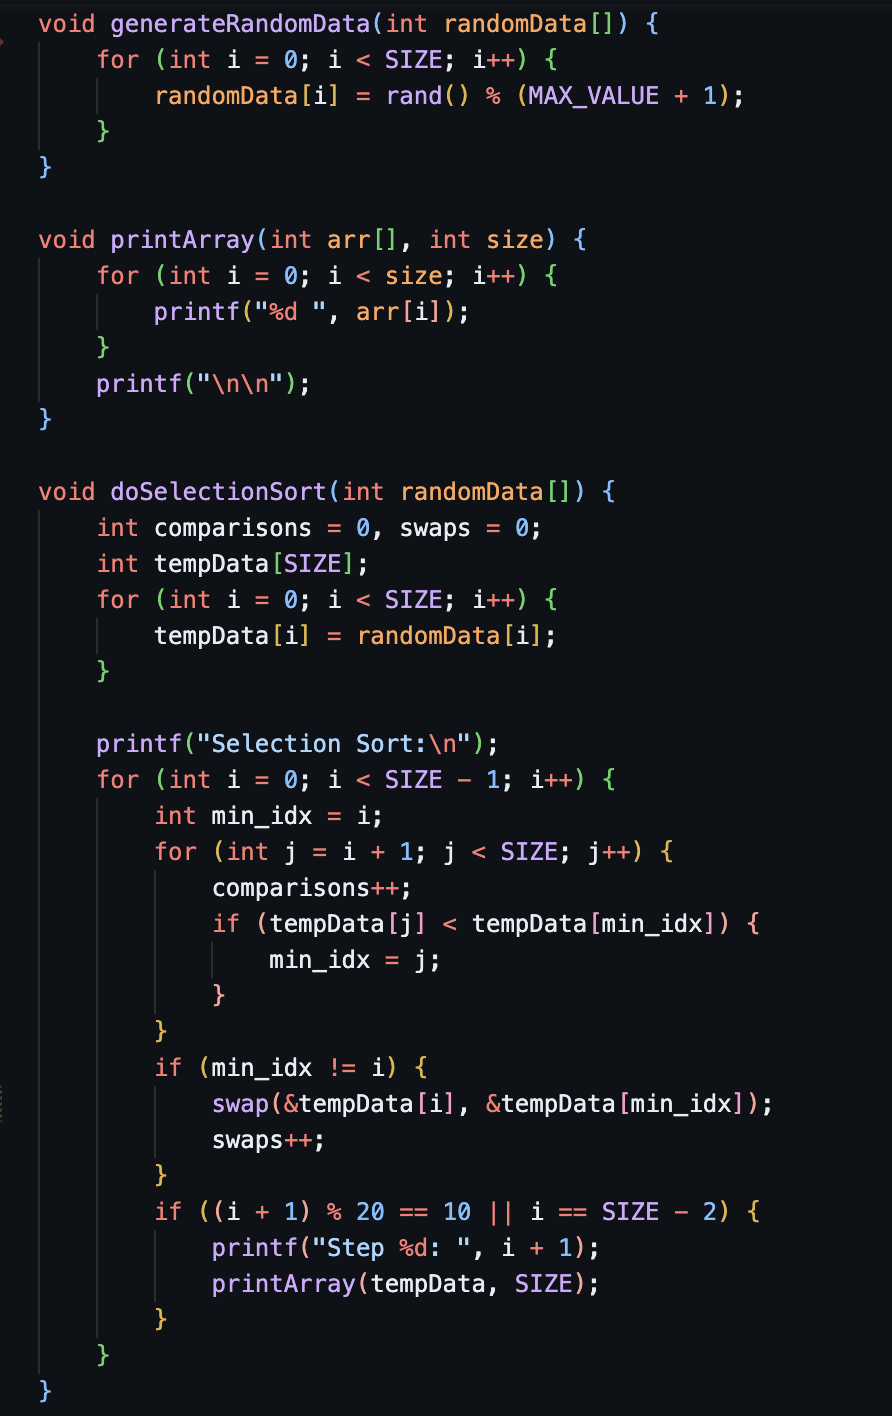 void generateRandomData(int randomData[]) {
    for (int i = 0; i < SIZE; i++) {
        randomData[i] = rand() % (MAX_VALUE + 1);
    }
}

void printArray(int arr[], int size) {
    for (int i = 0; i < size; i++) {
        printf("%d ", arr[i]);
    }
    printf("\n\n");
}

void doSelectionSort(int randomData[]) {
    int comparisons = 0, swaps = 0;
    int tempData[SIZE];
    for (int i = 0; i < SIZE; i++) {
        tempData[i] = randomData[i];
    }

    printf("Selection Sort:\n");
    for (int i = 0; i < SIZE - 1; i++) {
        int min_idx = i;
        for (int j = i + 1; j < SIZE; j++) {
            comparisons++;
            if (tempData[j] < tempData[min_idx]) {
                min_idx = j;
            }
        }
        if (min_idx != i) {
            swap(&tempData[i], &tempData[min_idx]);
            swaps++;
        }
        if ((i + 1) % 20 == 10 || i == SIZE - 2) {
            printf("Step %d: ", i + 1);
            printArray(tempData, SIZE);
        }
    }
}